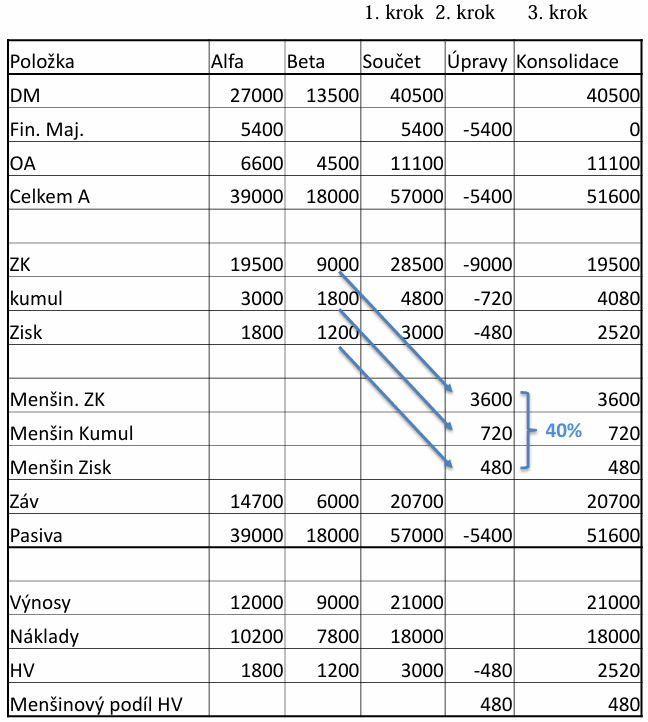 1. krok 2. krok 3. krok
Položka Alfa Beta Součet Úpravy Konsolidace
DM 27000 13500 40500 40500
Fin. Maj. 5400 5400 -5400 0
OA 6600 4500 11100 11100
Celkem A 39000 18000 57000 -5400 51600
ZK 19500 9000 28500 -9000 19500
kumul 3000 1800 4800 -720 4080
Zisk 1800 1200 3000 -480 2520
Menšin. ZK 3600 3600
Menšin Kumul 720 40% 720
Menšin Zisk 480 480
Záv 14700 6000 20700 20700
Pasiva 39000 18000 57000 -5400 51600
Výnosy 12000 9000 21000 21000
Náklady 10200 7800 18000 18000
HV 1800 1200 3000 -480 2520
Menšinový podíl HV 480 480